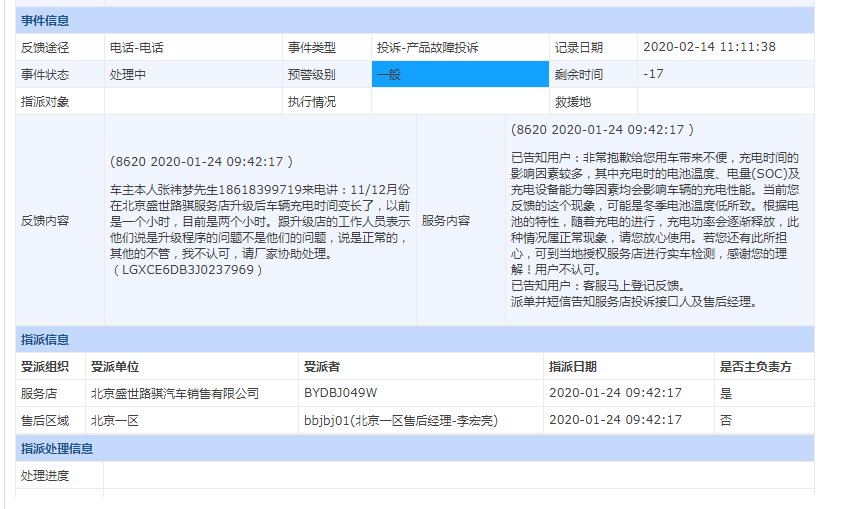 事件信息
反馈途径 电话-电话 事件类型 投诉-产品故障投诉 记录日期 2020-02-14 11:11:38
事件状态 处理中 预警级别 一般 剩余时间 -17
指派对象 执行情况 救援地
反馈内容
(8620 2020-01-24 09:42:17 )
车主本人张祎梦先生18618399719来电讲：11/12月份
在北京盛世路骐服务店升级后车辆充电时间变长了，以前
是一个小时，目前是两个小时。跟升级店的工作人员表示
他们说是升级程序的问题不是他们的问题，说是正常的，
其他的不管，我不认可，请厂家协助处理。
（LGXCE6DB3J0237969）
服务内容
(8620 2020-01-24 09:42:17 )
已告知用户：非常抱歉给您用车带来不便，充电时间的
影响因素较多，其中充电时的电池温度、电量(SOC)及
充电设备能力等因素均会影响车辆的充电性能。当前您
反馈的这个现象，可能是冬季电池温度低所致。根据电
池的特性，随着充电的进行，充电功率会逐渐释放，此
种情况属正常现象，请您放心使用。若您还有此所担
心，可到当地授权服务店进行实车检测，感谢您的理
解！用户不认可。
已告知用户：客服马上登记反馈。
派单并短信告知服务店投诉接口人及售后经理。
指派信息
受派组织 受派单位 受派者 指派日期 是否主负责方
服务店 北京盛世路骐汽车销售有限公司 BYDBJ049W 2020-01-24 09:42:17 是
售后区域 北京一区 bbjbj01(北京一区售后经理-李宏亮) 2020-01-24 09:42:17 否
指派处理信息
处理进度